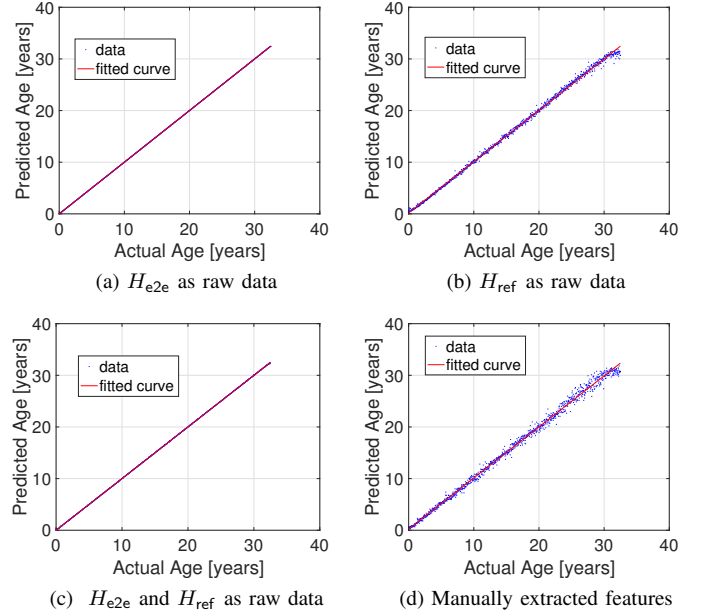 40
30
20
10
0
Predicted Age [years]
data
fitted curve
0 10 20 30 40
Actual Age [years]
(a) H_e2e as raw data
40
30
20
10
0
Predicted Age [years]
data
fitted curve
0 10 20 30 40
Actual Age [years]
(b) H_ref as raw data
40
30
20
10
0
Predicted Age [years]
data
fitted curve
0 10 20 30 40
Actual Age [years]
(c) H_e2e and H_ref as raw data
40
30
20
10
0
Predicted Age [years]
data
fitted curve
0 10 20 30 40
Actual Age [years]
(d) Manually extracted features